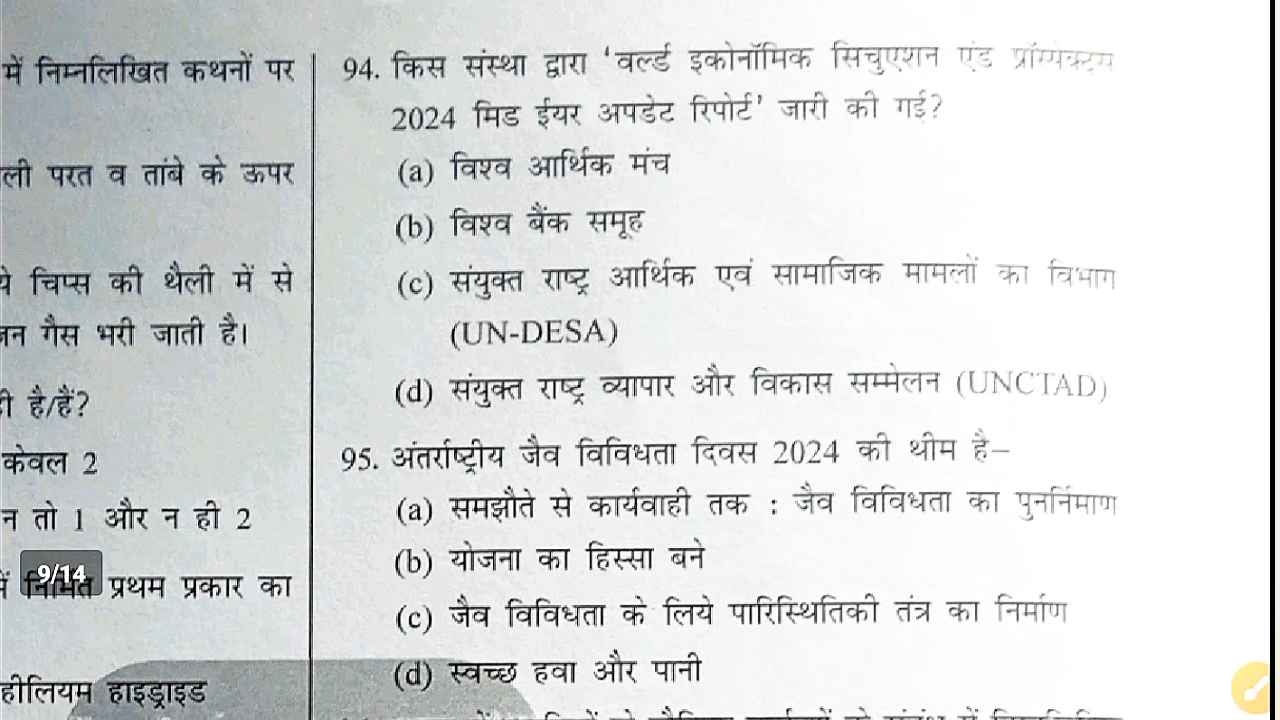 में निम्नलिखित कथनों पर
ली परत व तांबे के ऊपर
ये चिप्स की थैली में से
जन गैस भरी जाती है।
ही है/हैं?
केवल 2
न तो 1 और न ही 2
9/14
में निर्मित प्रथम प्रकार का
हीलियम हाइड्राइड
94. किस संस्था द्वारा ‘वर्ल्ड इकोनॉमिक सिचुएशन एंड प्रॉस्पेक्ट्स
2024 मिड ईयर अपडेट रिपोर्ट’ जारी की गई?
(a) विश्व आर्थिक मंच
(b) विश्व बैंक समूह
(c) संयुक्त राष्ट्र आर्थिक एवं सामाजिक मामलों का विभाग
(UN-DESA)
(d) संयुक्त राष्ट्र व्यापार और विकास सम्मेलन (UNCTAD)
95. अंतर्राष्ट्रीय जैव विविधता दिवस 2024 की थीम है–
(a) समझौते से कार्यवाही तक : जैव विविधता का पुनर्निमाण
(b) योजना का हिस्सा बने
(c) जैव विविधता के लिये पारिस्थितिकी तंत्र का निर्माण
(d) स्वच्छ हवा और पानी